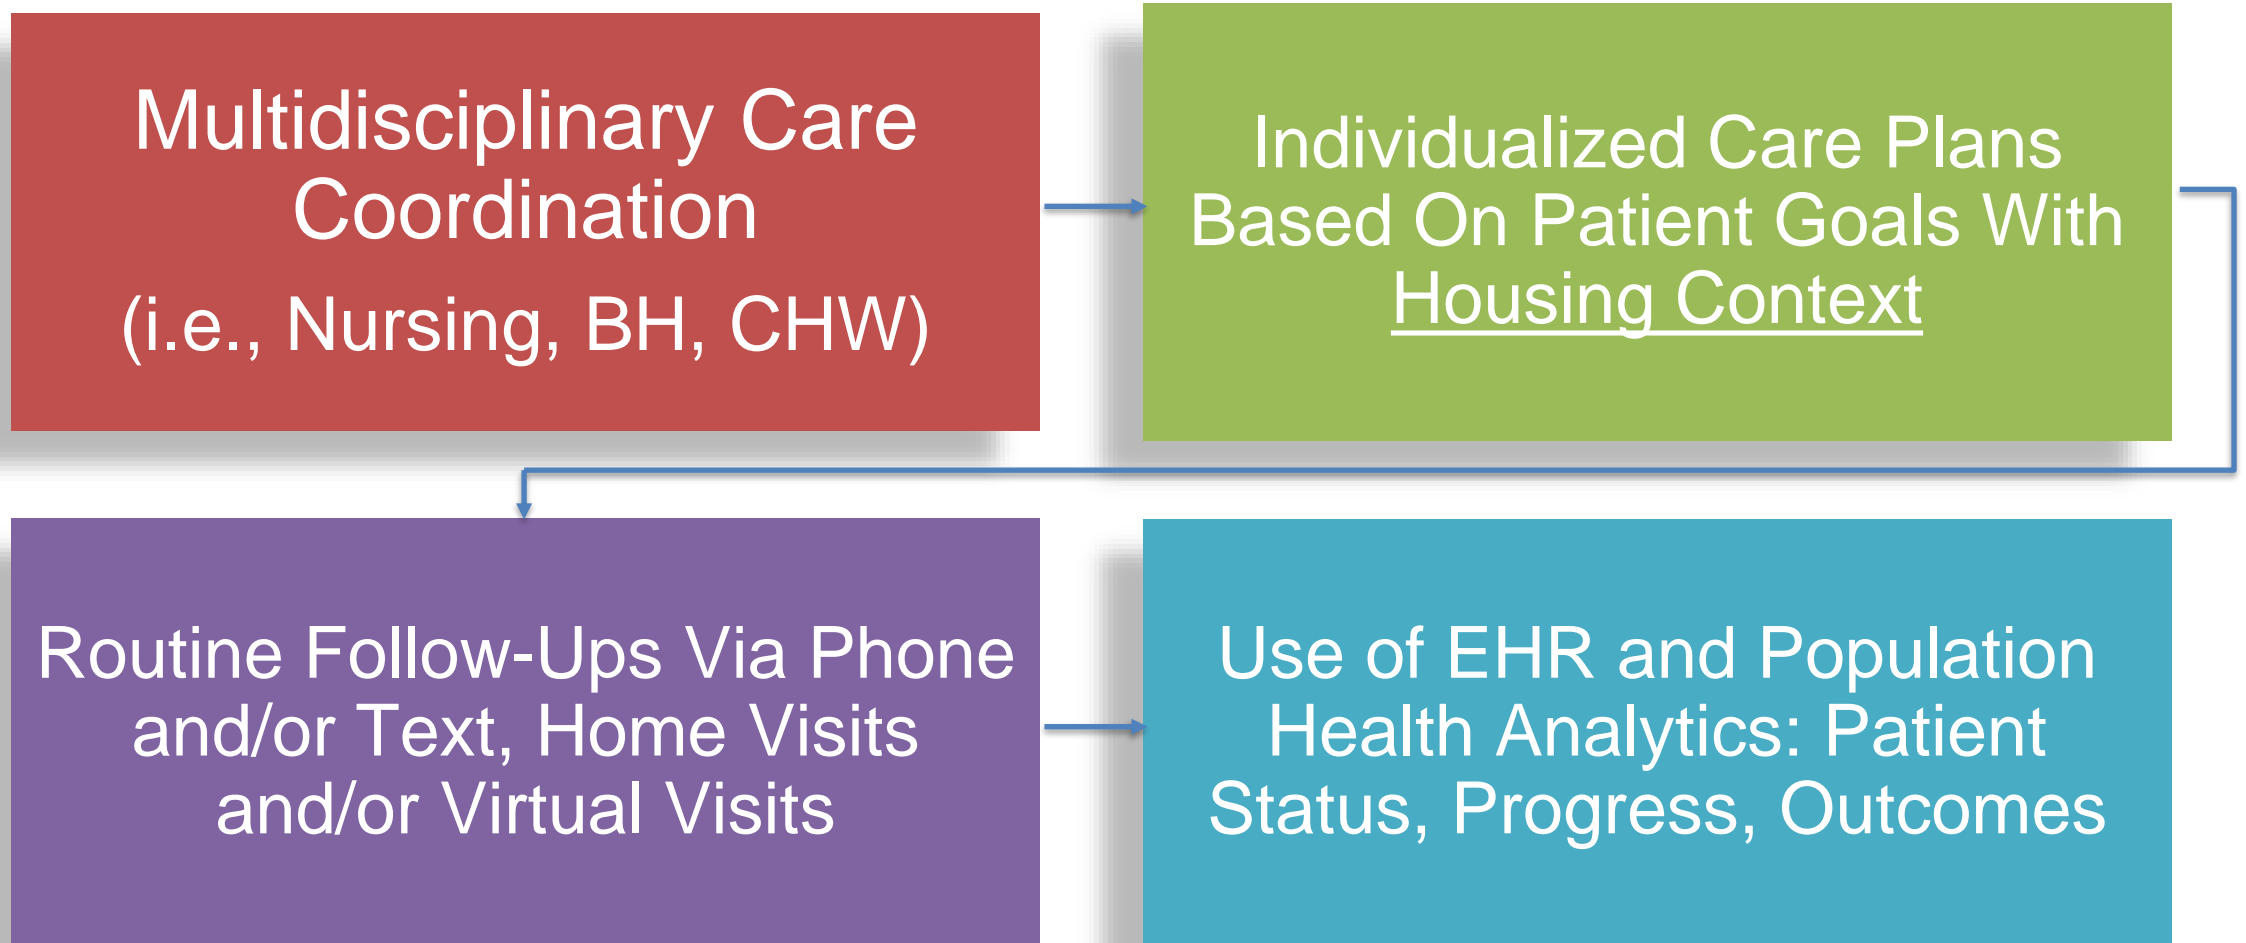 Multidisciplinary Care
Coordination
(i.e., Nursing, BH, CHW)
Individualized Care Plans
Based On Patient Goals With
Housing Context
Routine Follow-Ups Via Phone
and/or Text, Home Visits
and/or Virtual Visits
Use of EHR and Population
Health Analytics: Patient
Status, Progress, Outcomes